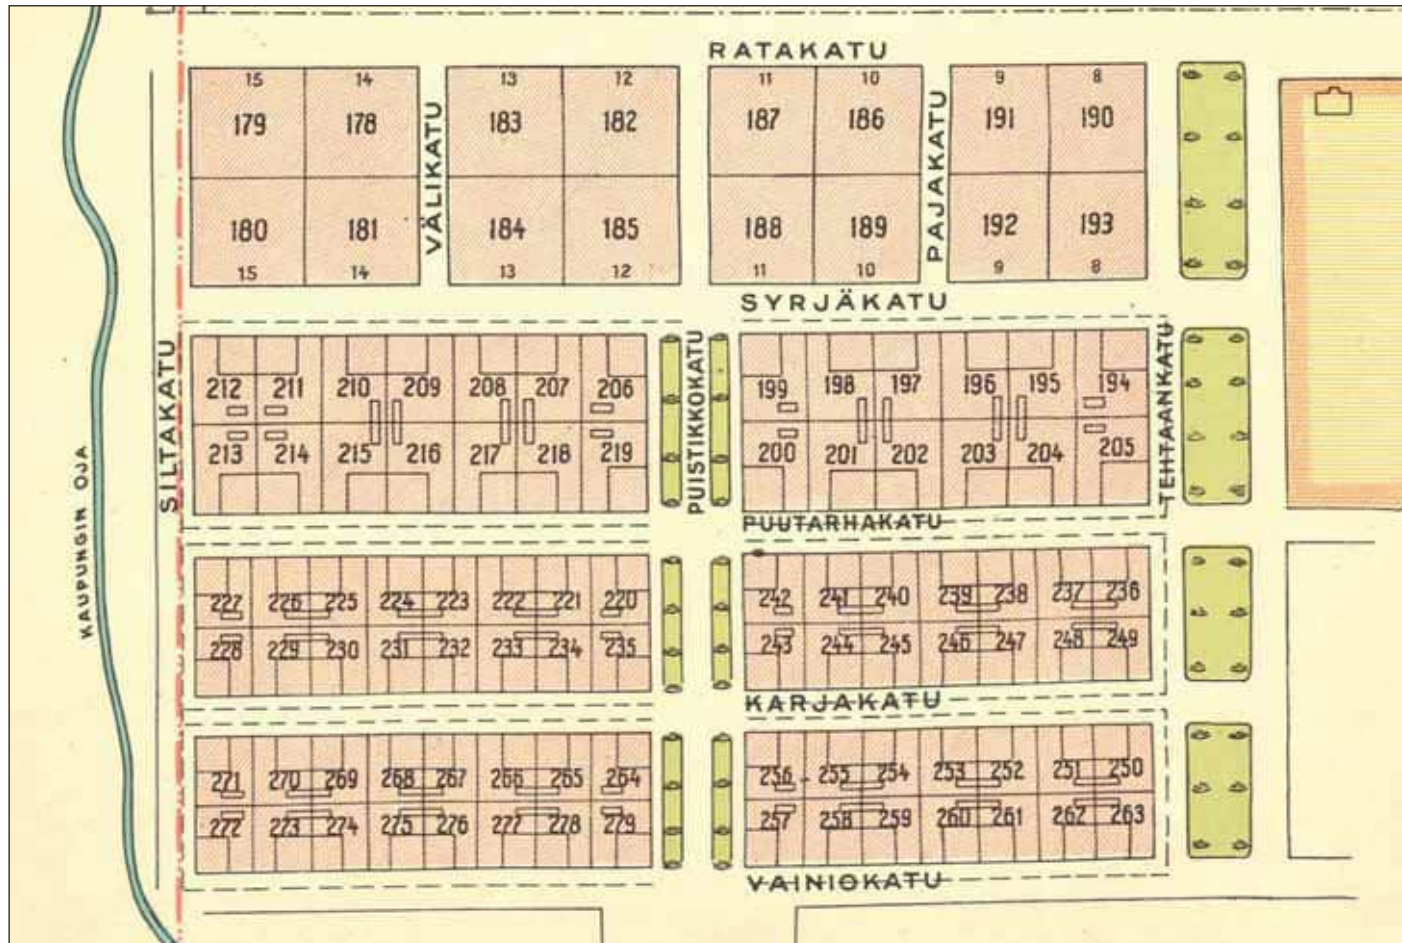 RATAKATU
15 14 13 12 11 10 9 8
179 178 183 182 187 186 191 190
VÄLIKATU
PAJAKATU
180 181 184 185 188 189 192 193
15 14 13 12 11 10 9 8
SYRJÄKATU
SILTAKATU
PUISTIKKOKATU
TEHTAANKATU
212 211 210 209 208 207 206 199 198 197 196 195 194
213 214 215 216 217 218 219 200 201 202 203 204 205
PUUTARHAKATU
KAUPUNGIN OJA
227 226 225 224 223 222 221 220 242 241 240 239 238 237 236
228 229 230 231 232 233 234 235 243 244 245 246 247 248 249
KARJAKATU
271 270 269 268 267 266 265 264 256 255 254 253 252 251 250
272 273 274 275 276 277 278 279 257 258 259 260 261 262 263
VAINIOKATU